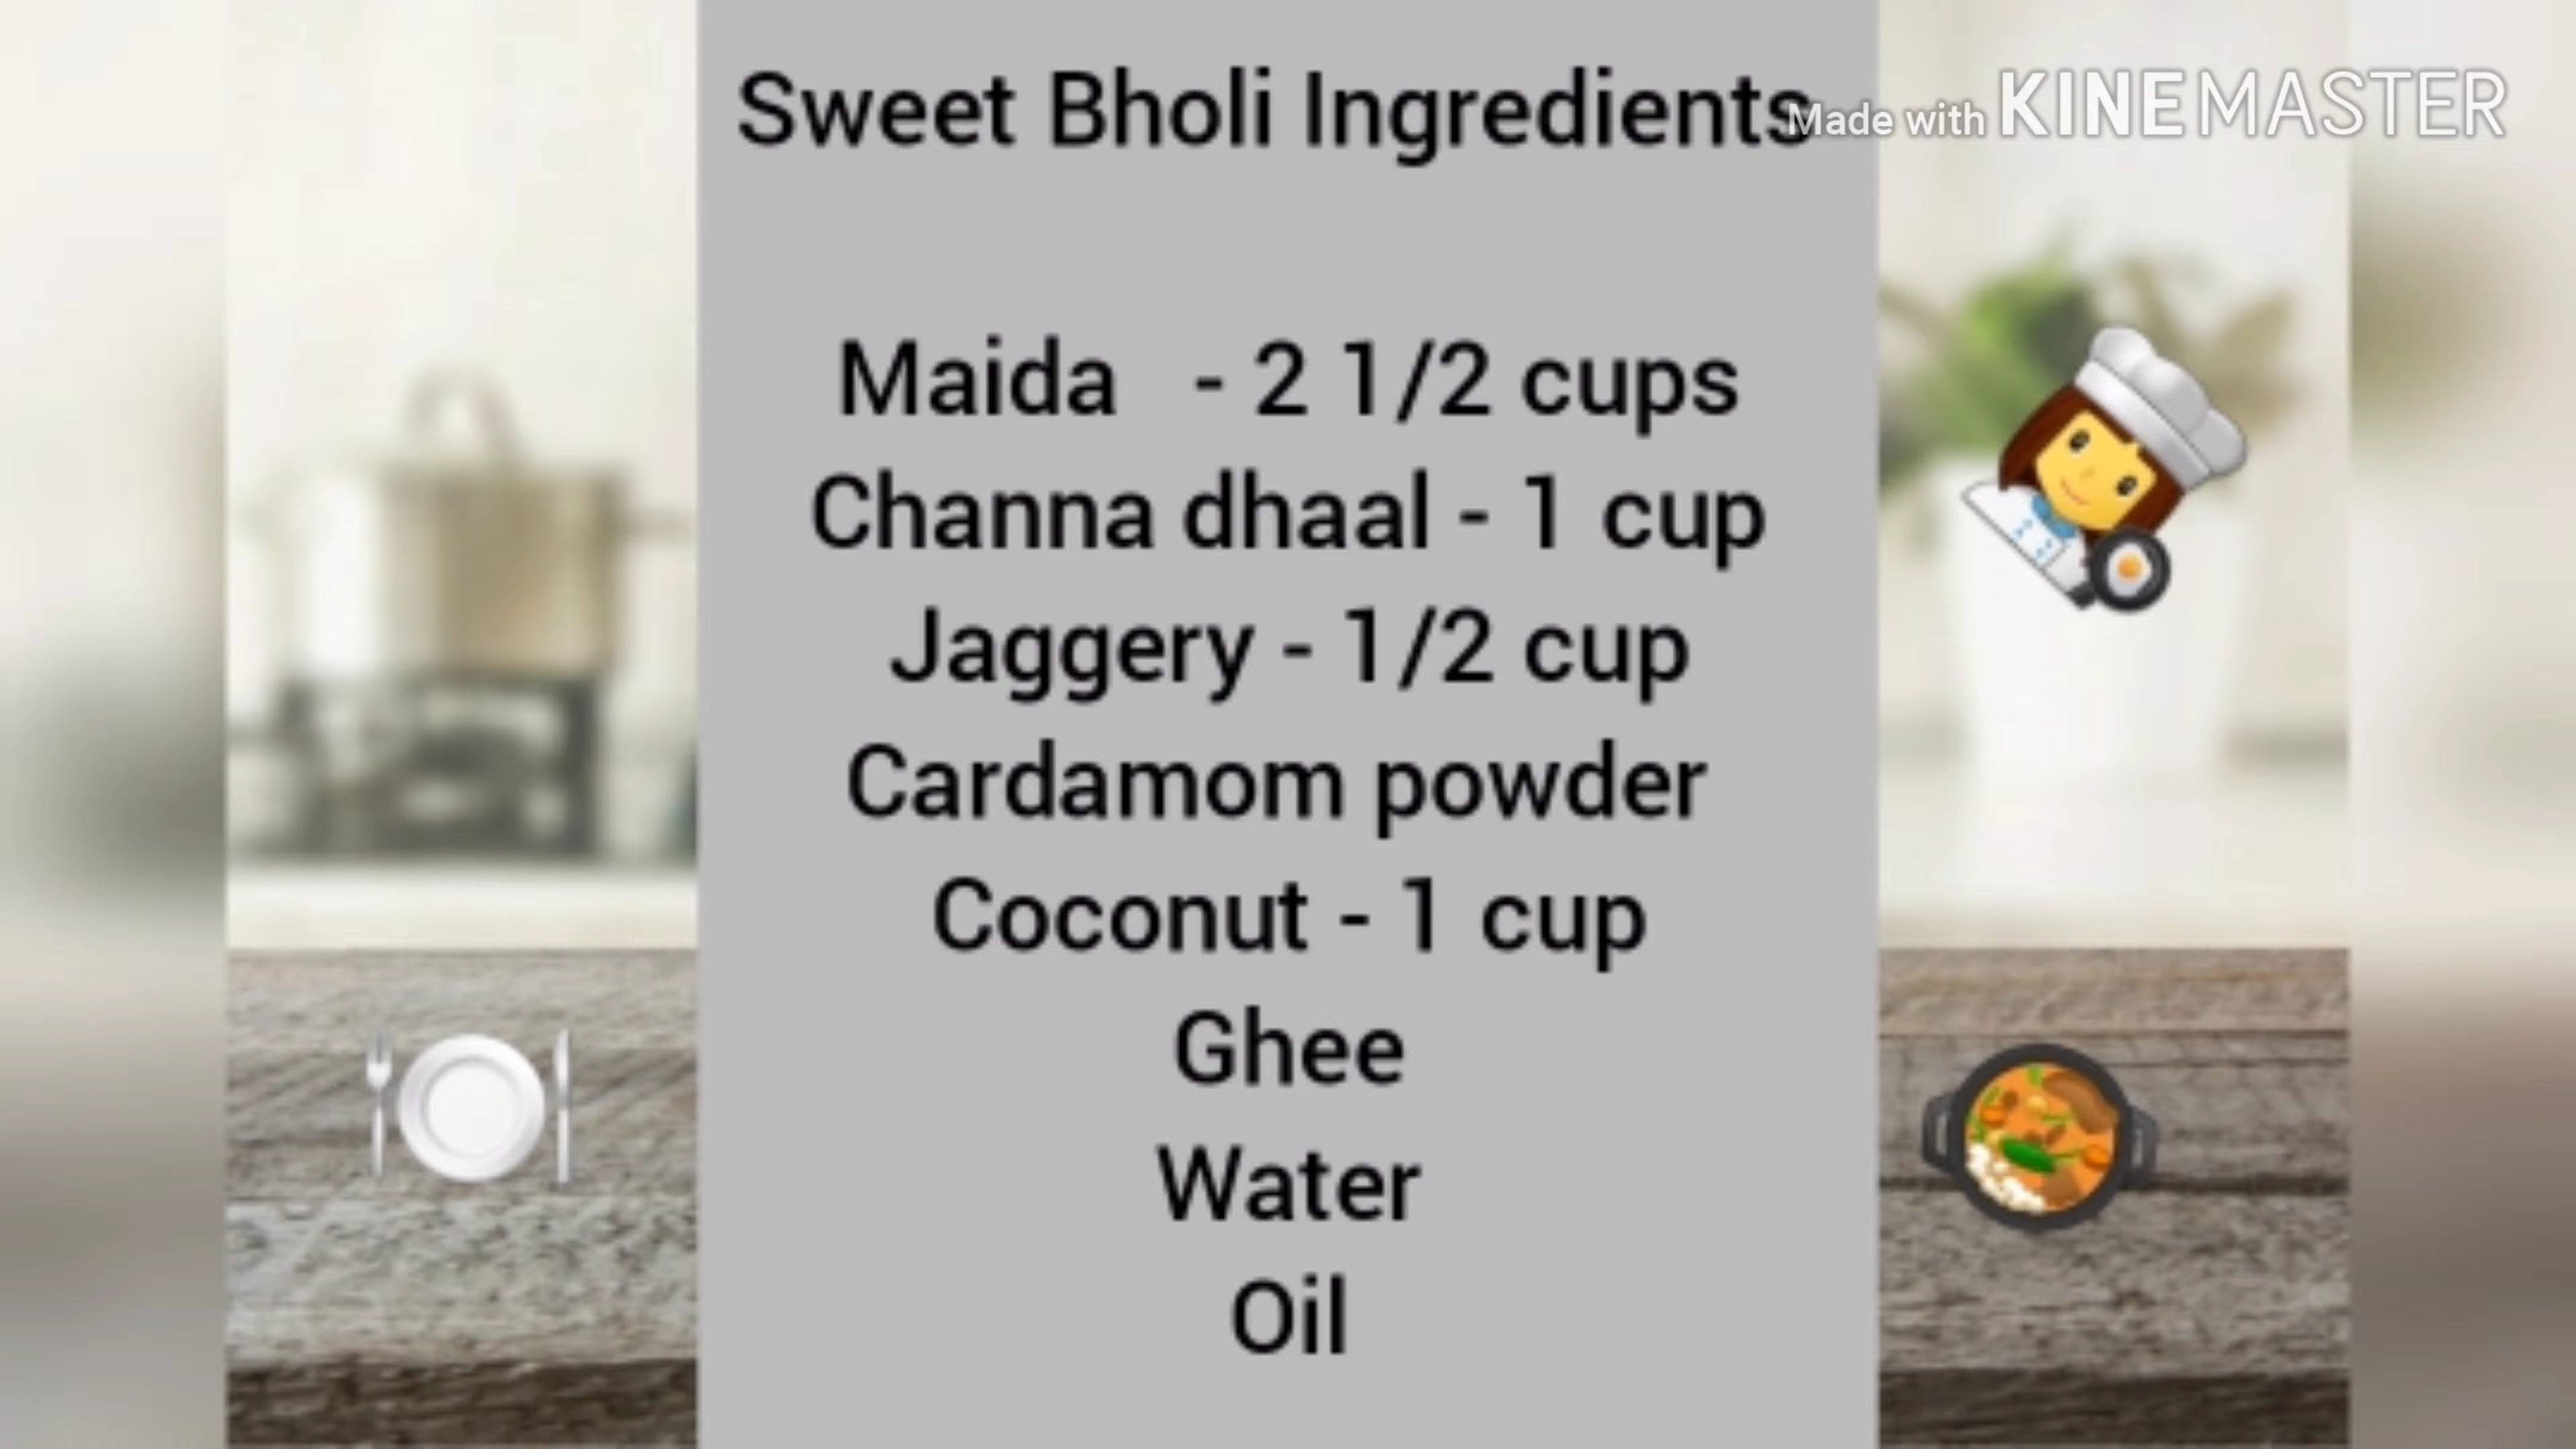 Sweet Bholi Ingredients
Made with KINEMASTER
Maida - 2 1/2 cups
Channa dhaal - 1 cup
Jaggery - 1/2 cup
Cardamom powder
Coconut - 1 cup
Ghee
Water
Oil